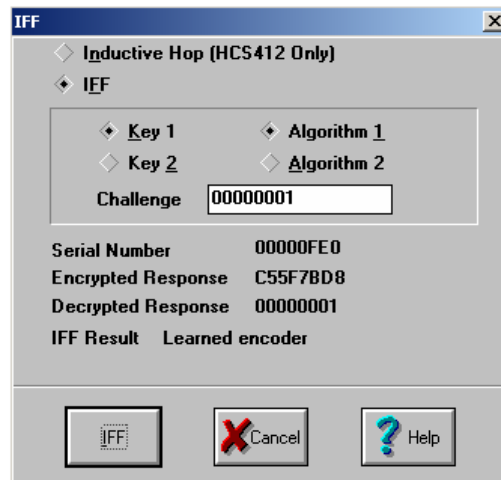 IFF
Inductive Hop (HCS412 Only)
IFF
Key 1 Algorithm 1
Key 2 Algorithm 2
Challenge 00000001
Serial Number 00000FE0
Encrypted Response C55F7BD8
Decrypted Response 00000001
IFF Result Learned encoder
IFF Cancel Help